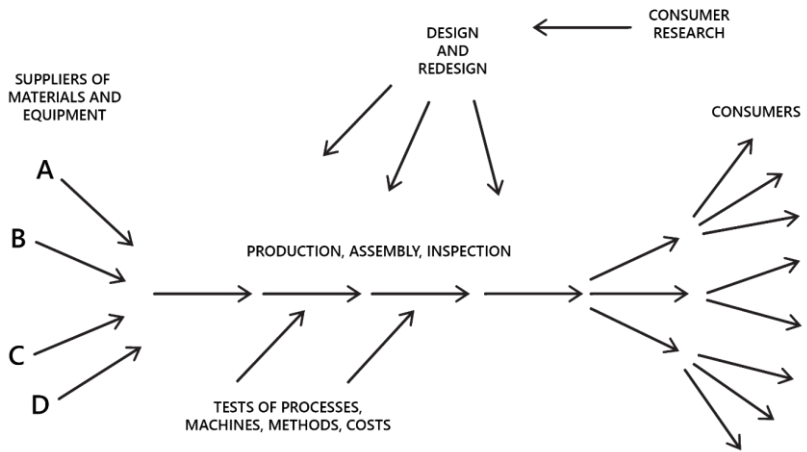 CONSUMER
RESEARCH
DESIGN
AND
REDESIGN
SUPPLIERS OF
MATERIALS AND
EQUIPMENT
CONSUMERS
A
B
C
D
PRODUCTION, ASSEMBLY, INSPECTION
TESTS OF PROCESSES,
MACHINES, METHODS, COSTS